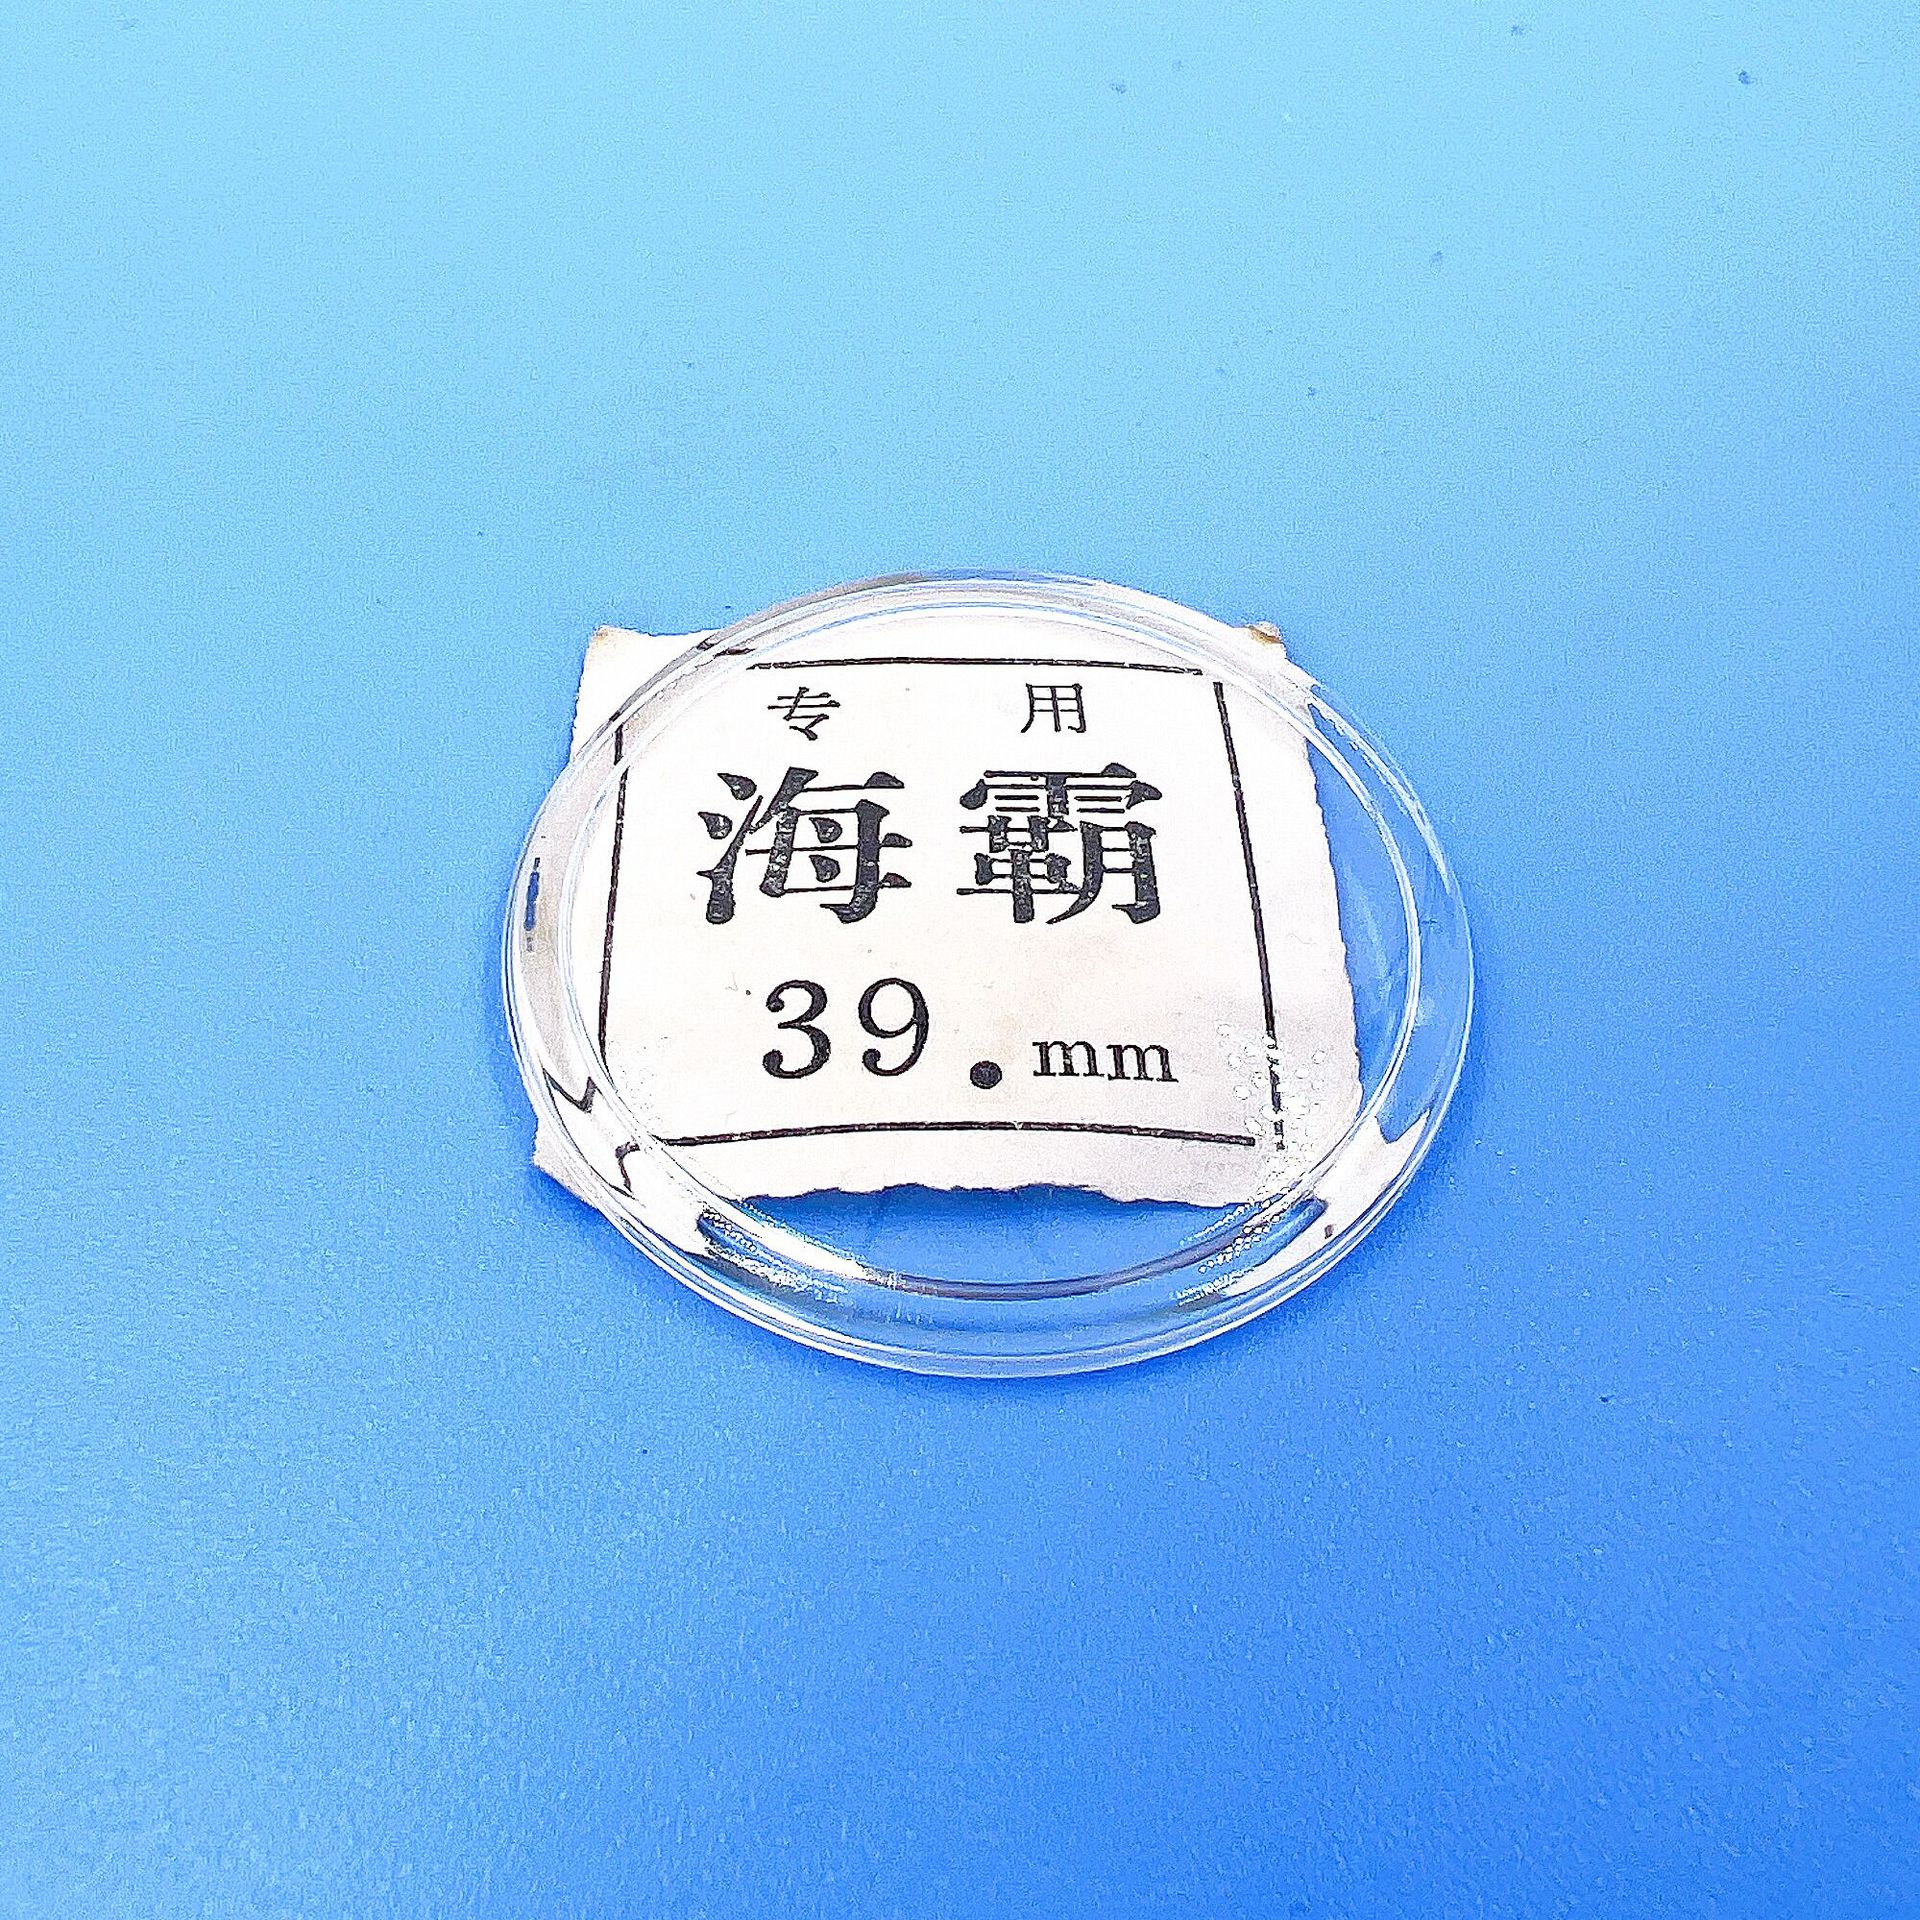 专 用
海霸
39.mm